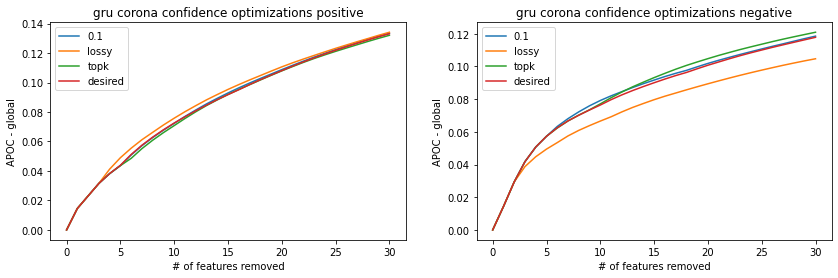 gru corona confidence optimizations positive
0.14
0.12
0.10
0.08
0.06
0.04
0.02
0.00
APOC - global
0.1
lossy
topk
desired
0 5 10 15 20 25 30
# of features removed
gru corona confidence optimizations negative
0.12
0.10
0.08
0.06
0.04
0.02
0.00
APOC - global
0.1
lossy
topk
desired
0 5 10 15 20 25 30
# of features removed